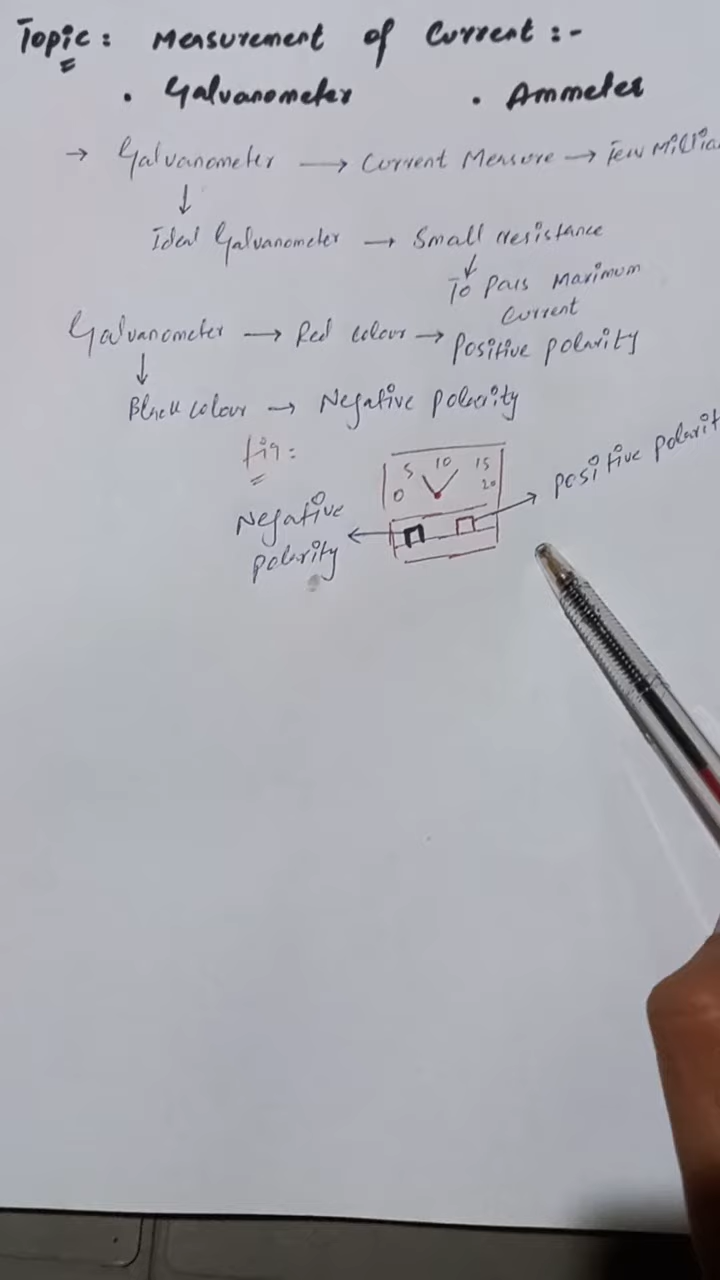 Topic: Measurement of Current:-
• Galvanometer • Ammeter
→ Galvanometer → Current Measure → Few Millia
↓
Ideal Galvanometer → Small resistance
↓
To Pass Maximum
Current
Galvanometer → Red colour → Positive polarity
↓
Black colour → Negative polarity
fig:
0 5 10 15 20
Positive polarit
Negative
polarity